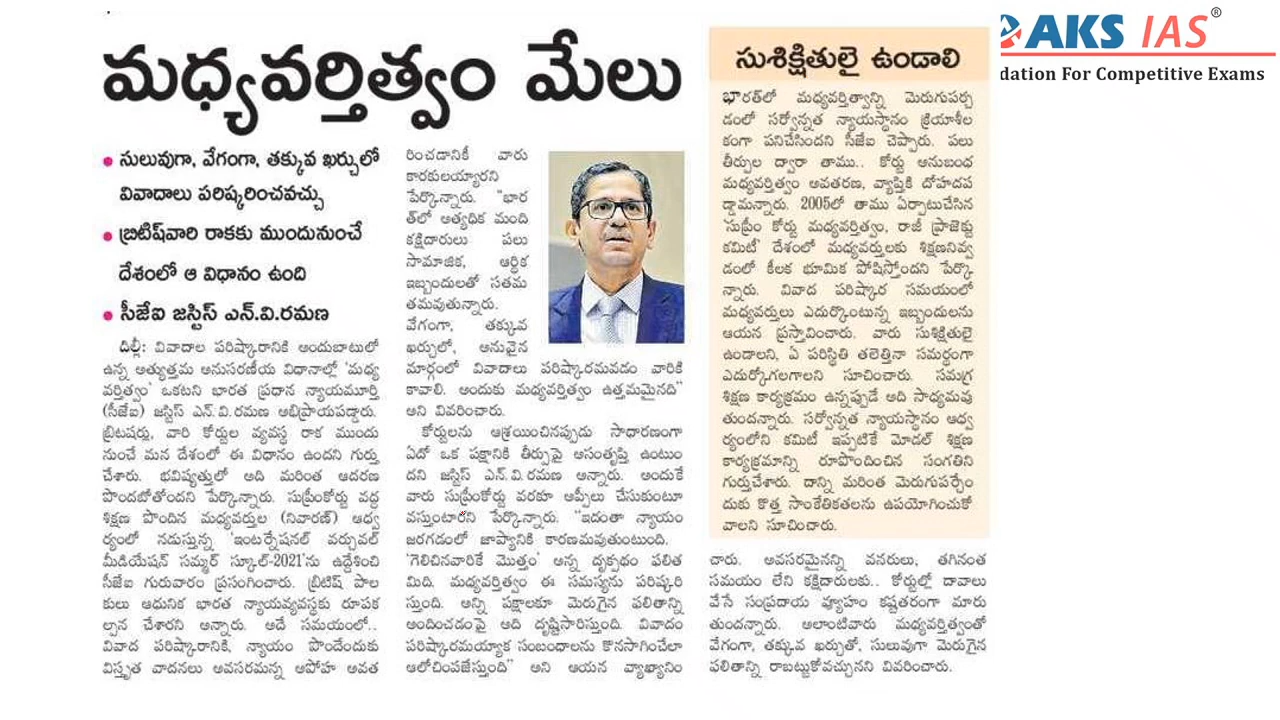 మధ్యవర్తిత్వం మేలు
సులువుగా, వేగంగా, తక్కువ ఖర్చులో
వివాదాలు పరిష్కరించవచ్చు
బ్రిటిష్‌వారి రాకకు ముందునుంచే
దేశంలో ఆ విధానం ఉంది
సీజేఐ జస్టిస్ ఎన్.వి.రమణ
దిల్లీ: వివాదాల పరిష్కారానికి అందుబాటులో
ఉన్న అత్యుత్తమ అనుసరణీయ విధానాల్లో ‘మధ్య
వర్తిత్వం’ ఒకటని భారత ప్రధాన న్యాయమూర్తి
(సీజేఐ) జస్టిస్ ఎన్.వి.రమణ అభిప్రాయపడ్డారు.
బ్రిటషర్లు, వారి కోర్టుల వ్యవస్థ రాక ముందు
నుంచే మన దేశంలో ఈ విధానం ఉందని గుర్తు
చేశారు. భవిష్యత్తులో అది మరింత ఆదరణ
పొందబోతోందని పేర్కొన్నారు. సుప్రీంకోర్టు వద్ద
శిక్షణ పొందిన మధ్యవర్తుల (నివారణ్) ఆధ్వ
ర్యంలో నడుస్తున్న ‘ఇంటర్నేషనల్ వర్చువల్
మీడియేషన్ సమ్మర్ స్కూల్-2021’ను ఉద్దేశించి
సీజేఐ గురువారం ప్రసంగించారు. బ్రిటిష్ పాల
కులు ఆధునిక భారత న్యాయవ్యవస్థకు రూపక
ల్పన చేశారని అన్నారు. అదే సమయంలో..
వివాద పరిష్కారానికి, న్యాయం పొందేందుకు
విస్తృత వాదనలు అవసరమన్న అపోహ అవత
రించడానికీ వారు
కారకులయ్యారని
పేర్కొన్నారు. “భార
త్‌లో అత్యధిక మంది
కక్షిదారులు పలు
సామాజిక, ఆర్థిక
ఇబ్బందులతో సతమ
తమవుతున్నారు.
వేగంగా, తక్కువ
ఖర్చులో, అనువైన
మార్గంలో వివాదాలు పరిష్కారమవడం వారికి
కావాలి. అందుకు మధ్యవర్తిత్వం ఉత్తమమైనది”
అని వివరించారు.
కోర్టులను ఆశ్రయించినప్పుడు సాధారణంగా
ఏదో ఒక పక్షానికి తీర్పుపై అసంతృప్తి ఉంటుం
దని జస్టిస్ ఎన్.వి.రమణ అన్నారు. అందుకే
వారు సుప్రీంకోర్టు వరకూ అప్పీలు చేసుకుంటూ
వస్తుంటారని పేర్కొన్నారు. “ఇదంతా న్యాయం
జరగడంలో జాప్యానికి కారణమవుతుంటుంది.
‘గెలిచినవారికే మొత్తం’ అన్న దృక్పథం ఫలిత
మిది. మధ్యవర్తిత్వం ఈ సమస్యను పరిష్కరి
స్తుంది. అన్ని పక్షాలకూ మెరుగైన ఫలితాన్ని
అందించడంపై అది దృష్టిసారిస్తుంది. వివాదం
పరిష్కారమయ్యాక సంబంధాలను కొనసాగించేలా
ఆలోచింపజేస్తుంది” అని ఆయన వ్యాఖ్యానిం
సుశిక్షితులై ఉండాలి
భారత్‌లో మధ్యవర్తిత్వాన్ని మెరుగుపర్చ
డంలో సర్వోన్నత న్యాయస్థానం క్రియాశీల
కంగా పనిచేసిందని సీజేఐ చెప్పారు. పలు
తీర్పుల ద్వారా తాము.. కోర్టు అనుబంధ
మధ్యవర్తిత్వం అవతరణ, వ్యాప్తికి దోహదప
డ్డామన్నారు. 2005లో తాము ఏర్పాటుచేసిన
‘సుప్రీం కోర్టు మధ్యవర్తిత్వం, రాజీ ప్రాజెక్టు
కమిటీ’ దేశంలో మధ్యవర్తులకు శిక్షణనివ్వ
డంలో కీలక భూమిక పోషిస్తోందని పేర్కొ
న్నారు. వివాద పరిష్కార సమయంలో
మధ్యవర్తులు ఎదుర్కొంటున్న ఇబ్బందులను
ఆయన ప్రస్తావించారు. వారు సుశిక్షితులై
ఉండాలని, ఏ పరిస్థితి తలెత్తినా సమర్థంగా
ఎదుర్కోగలగాలని సూచించారు. సమగ్ర
శిక్షణ కార్యక్రమం ఉన్నప్పుడే అది సాధ్యమవు
తుందన్నారు. సర్వోన్నత న్యాయస్థానం ఆధ్వ
ర్యంలోని కమిటీ ఇప్పటికే మోడల్ శిక్షణ
కార్యక్రమాన్ని రూపొందించిన సంగతిని
గుర్తుచేశారు. దాన్ని మరింత మెరుగుపర్చేం
దుకు కొత్త సాంకేతికతలను ఉపయోగించుకో
వాలని సూచించారు.
చారు. అవసరమైనన్ని వనరులు, తగినంత
సమయం లేని కక్షిదారులకు.. కోర్టుల్లో దావాలు
వేసే సంప్రదాయ వ్యూహం కష్టతరంగా మారు
తుందన్నారు. అలాంటివారు మధ్యవర్తిత్వంతో
వేగంగా, తక్కువ ఖర్చుతో, సులువుగా మెరుగైన
ఫలితాన్ని రాబట్టుకోవచ్చునని వివరించారు.
AKS IAS®
dation For Competitive Exams